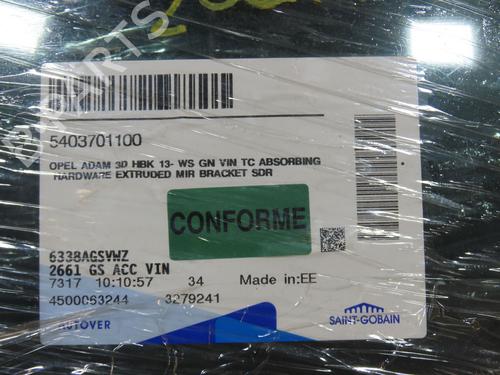 5403701100
OPEL ADAM 3D HBK 13- WS GN VIN TC ABSORBING
HARDWARE EXTRUDED MIR BRACKET SDR
CONFORME
6338AGSVWZ
2661 GS ACC VIN
7317 10:10:57 34 Made in:EE
4500063244 3279241
AUTOVER
SAINT-GOBAIN